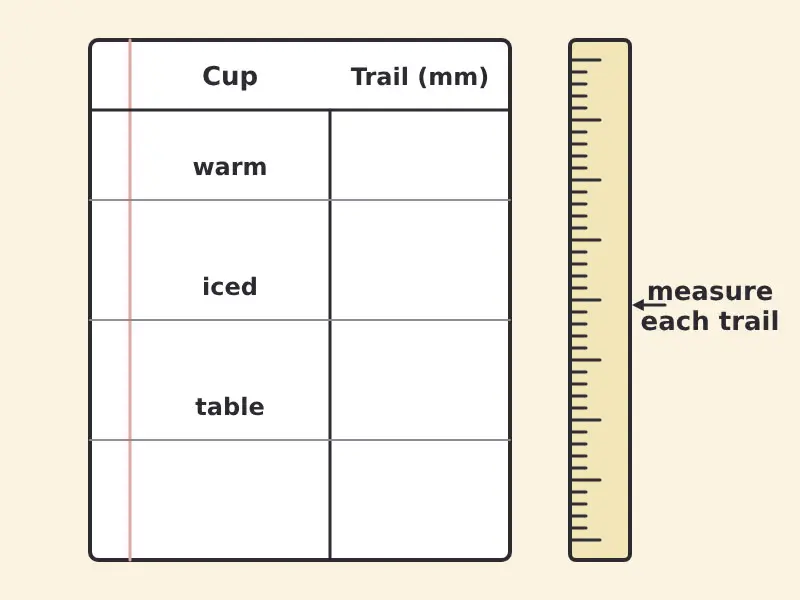 Cup Trail (mm)
warm
iced
table
measure
each trail